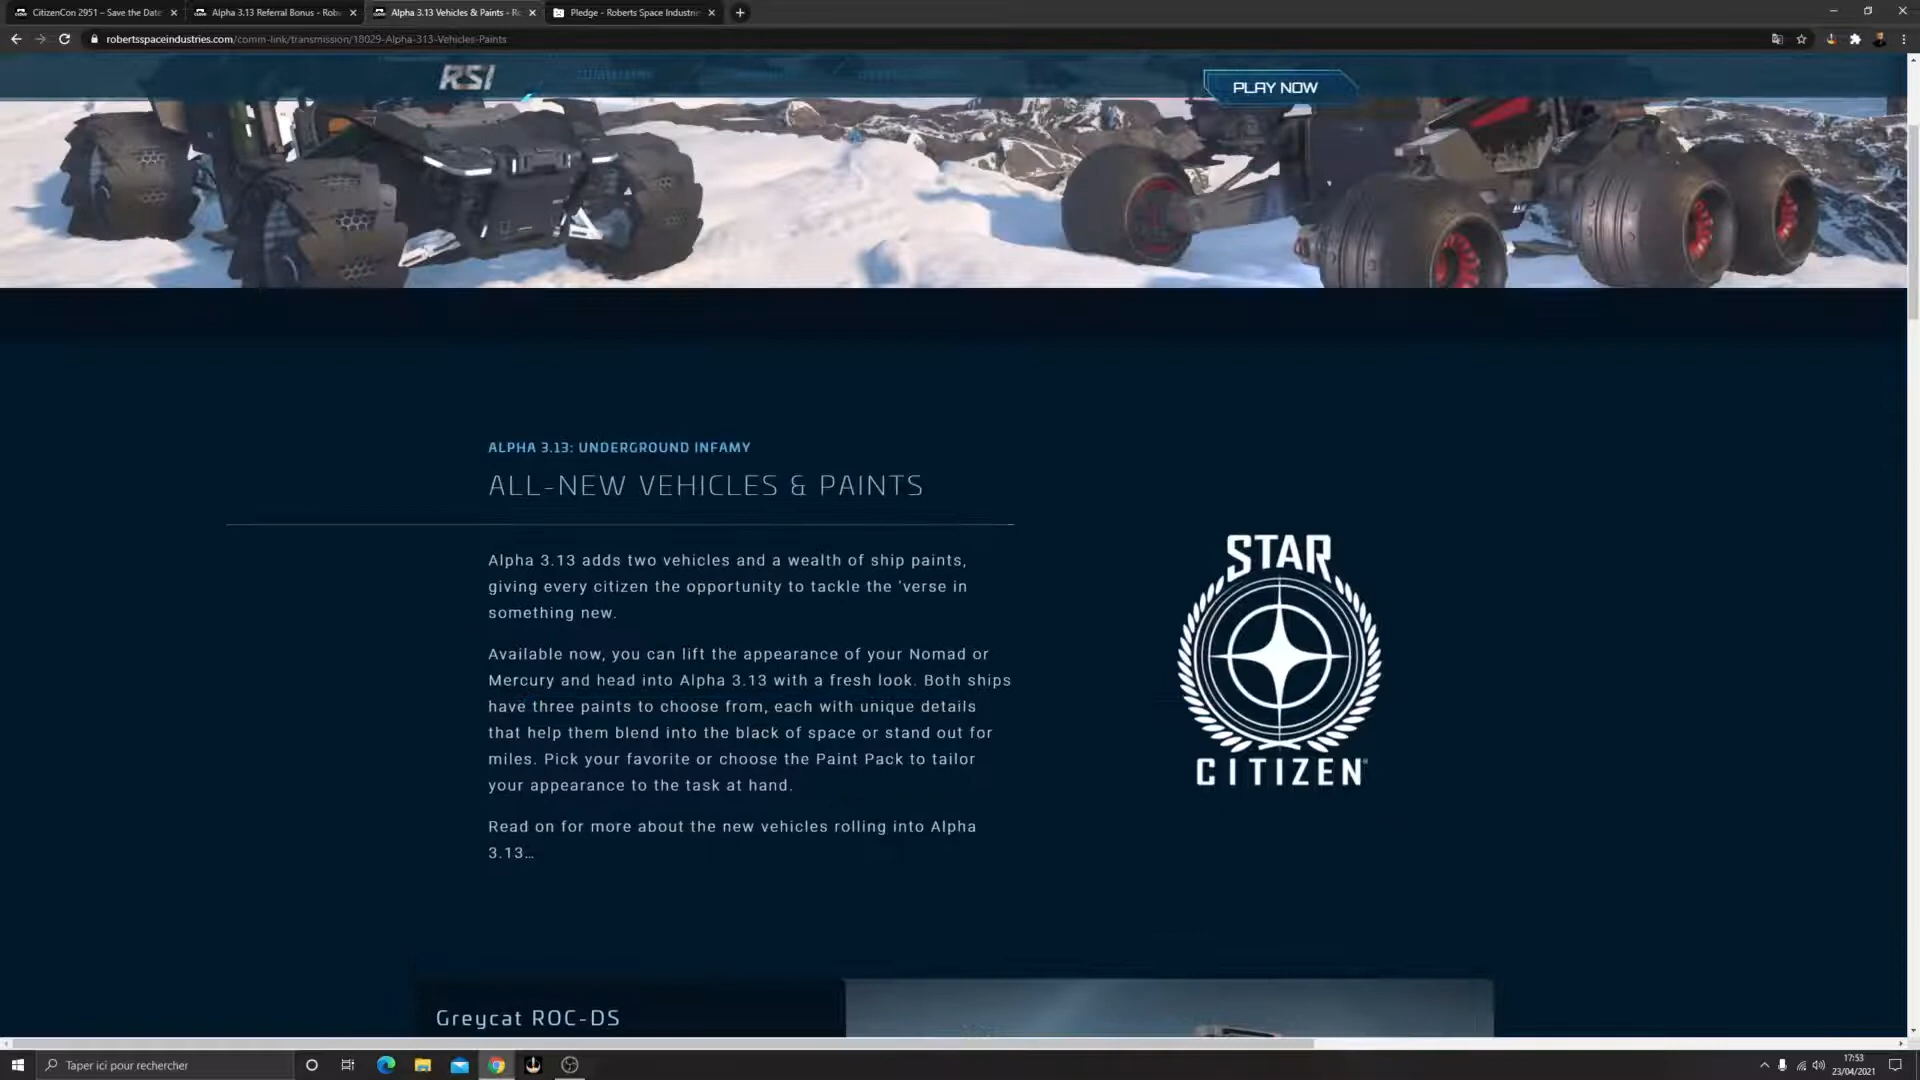 CitizenCon 2951 – Save the Date
Alpha 3.13 Referral Bonus - Rob
Alpha 3.13 Vehicles & Paints - R
Pledge - Roberts Space Industrie
robertsspaceindustries.com/comm-link/transmission/18029-Alpha-313-Vehicles-Paints
RSI
PLAY NOW
ALPHA 3.13: UNDERGROUND INFAMY
ALL-NEW VEHICLES & PAINTS
Alpha 3.13 adds two vehicles and a wealth of ship paints,
giving every citizen the opportunity to tackle the 'verse in
something new.
Available now, you can lift the appearance of your Nomad or
Mercury and head into Alpha 3.13 with a fresh look. Both ships
have three paints to choose from, each with unique details
that help them blend into the black of space or stand out for
miles. Pick your favorite or choose the Paint Pack to tailor
your appearance to the task at hand.
Read on for more about the new vehicles rolling into Alpha
3.13…
STAR
CITIZEN
Greycat ROC-DS
Taper ici pour rechercher
17:53
23/04/2021